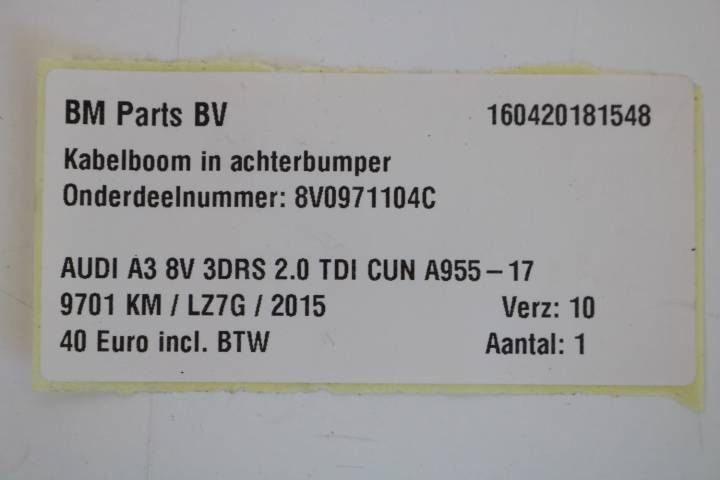 BM Parts BV 160420181548
Kabelboom in achterbumper
Onderdeelnummer: 8V0971104C
AUDI A3 8V 3DRS 2.0 TDI CUN A955-17
9701 KM / LZ7G / 2015 Verz: 10
40 Euro incl. BTW Aantal: 1